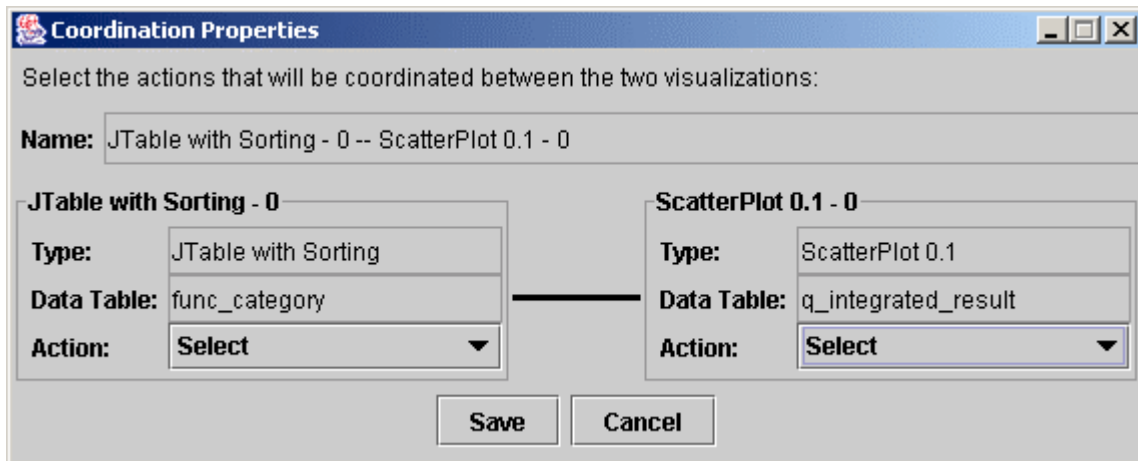 Coordination Properties
Select the actions that will be coordinated between the two visualizations:
Name: JTable with Sorting - 0 -- ScatterPlot 0.1 - 0
JTable with Sorting - 0
Type: JTable with Sorting
Data Table: func_category
Action: Select
ScatterPlot 0.1 - 0
Type: ScatterPlot 0.1
Data Table: q_integrated_result
Action: Select
Save Cancel